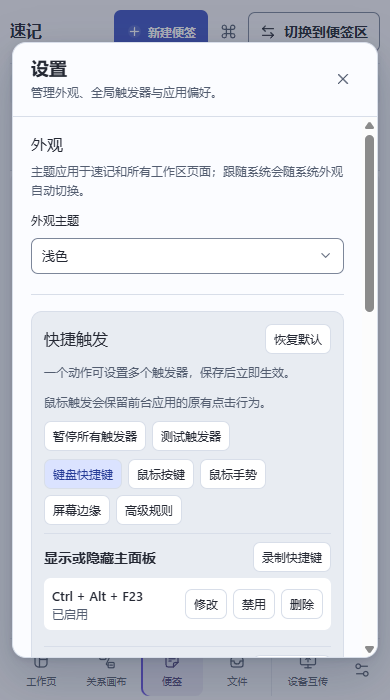 速记
新建便签
切换到便签区
设置
管理外观、全局触发器与应用偏好。
外观
主题应用于速记和所有工作区页面；跟随系统会随系统外观
自动切换。
外观主题
浅色
快捷触发
恢复默认
一个动作可设置多个触发器，保存后立即生效。
鼠标触发会保留前台应用的原有点击行为。
暂停所有触发器
测试触发器
键盘快捷键
鼠标按键
鼠标手势
屏幕边缘
高级规则
显示或隐藏主面板
录制快捷键
Ctrl + Alt + F23
已启用
修改
禁用
删除
工作页
关系画布
便签
文件
设备互传